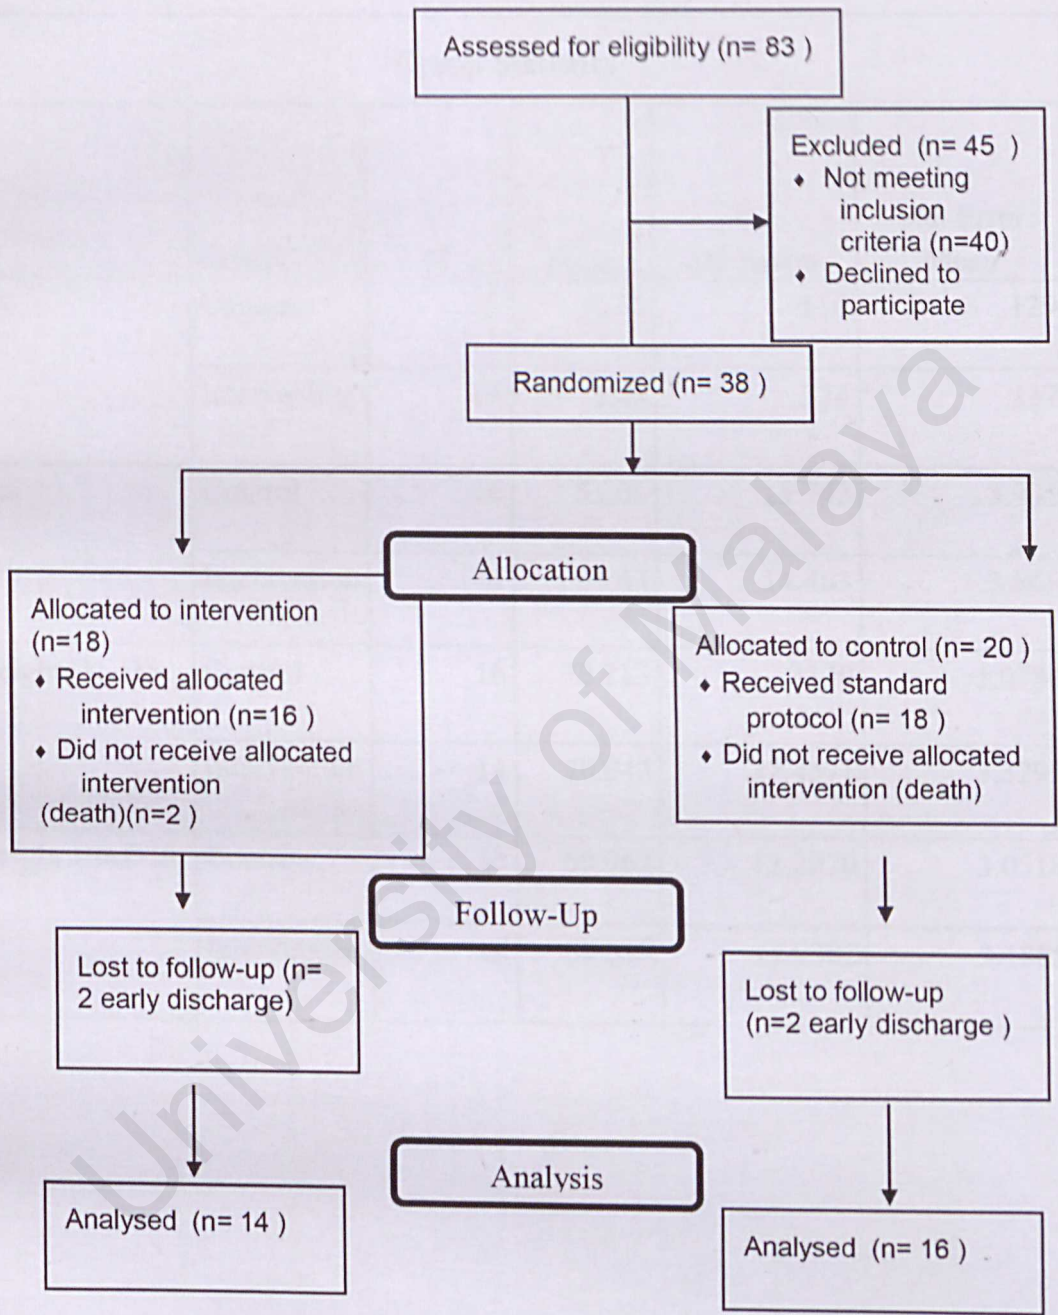 Assessed for eligibility (n= 83 )
Excluded (n= 45 )
♦ Not meeting
inclusion
criteria (n=40)
♦ Declined to
participate
Randomized (n= 38 )
Allocation
Allocated to intervention
(n=18)
♦ Received allocated
intervention (n=16 )
♦ Did not receive allocated
intervention
(death)(n=2 )
Allocated to control (n= 20 )
♦ Received standard
protocol (n= 18 )
♦ Did not receive allocated
intervention (death)
Follow-Up
Lost to follow-up (n=
2 early discharge)
Lost to follow-up
(n=2 early discharge )
Analysis
Analysed (n= 14 )
Analysed (n= 16 )
University of Malaya